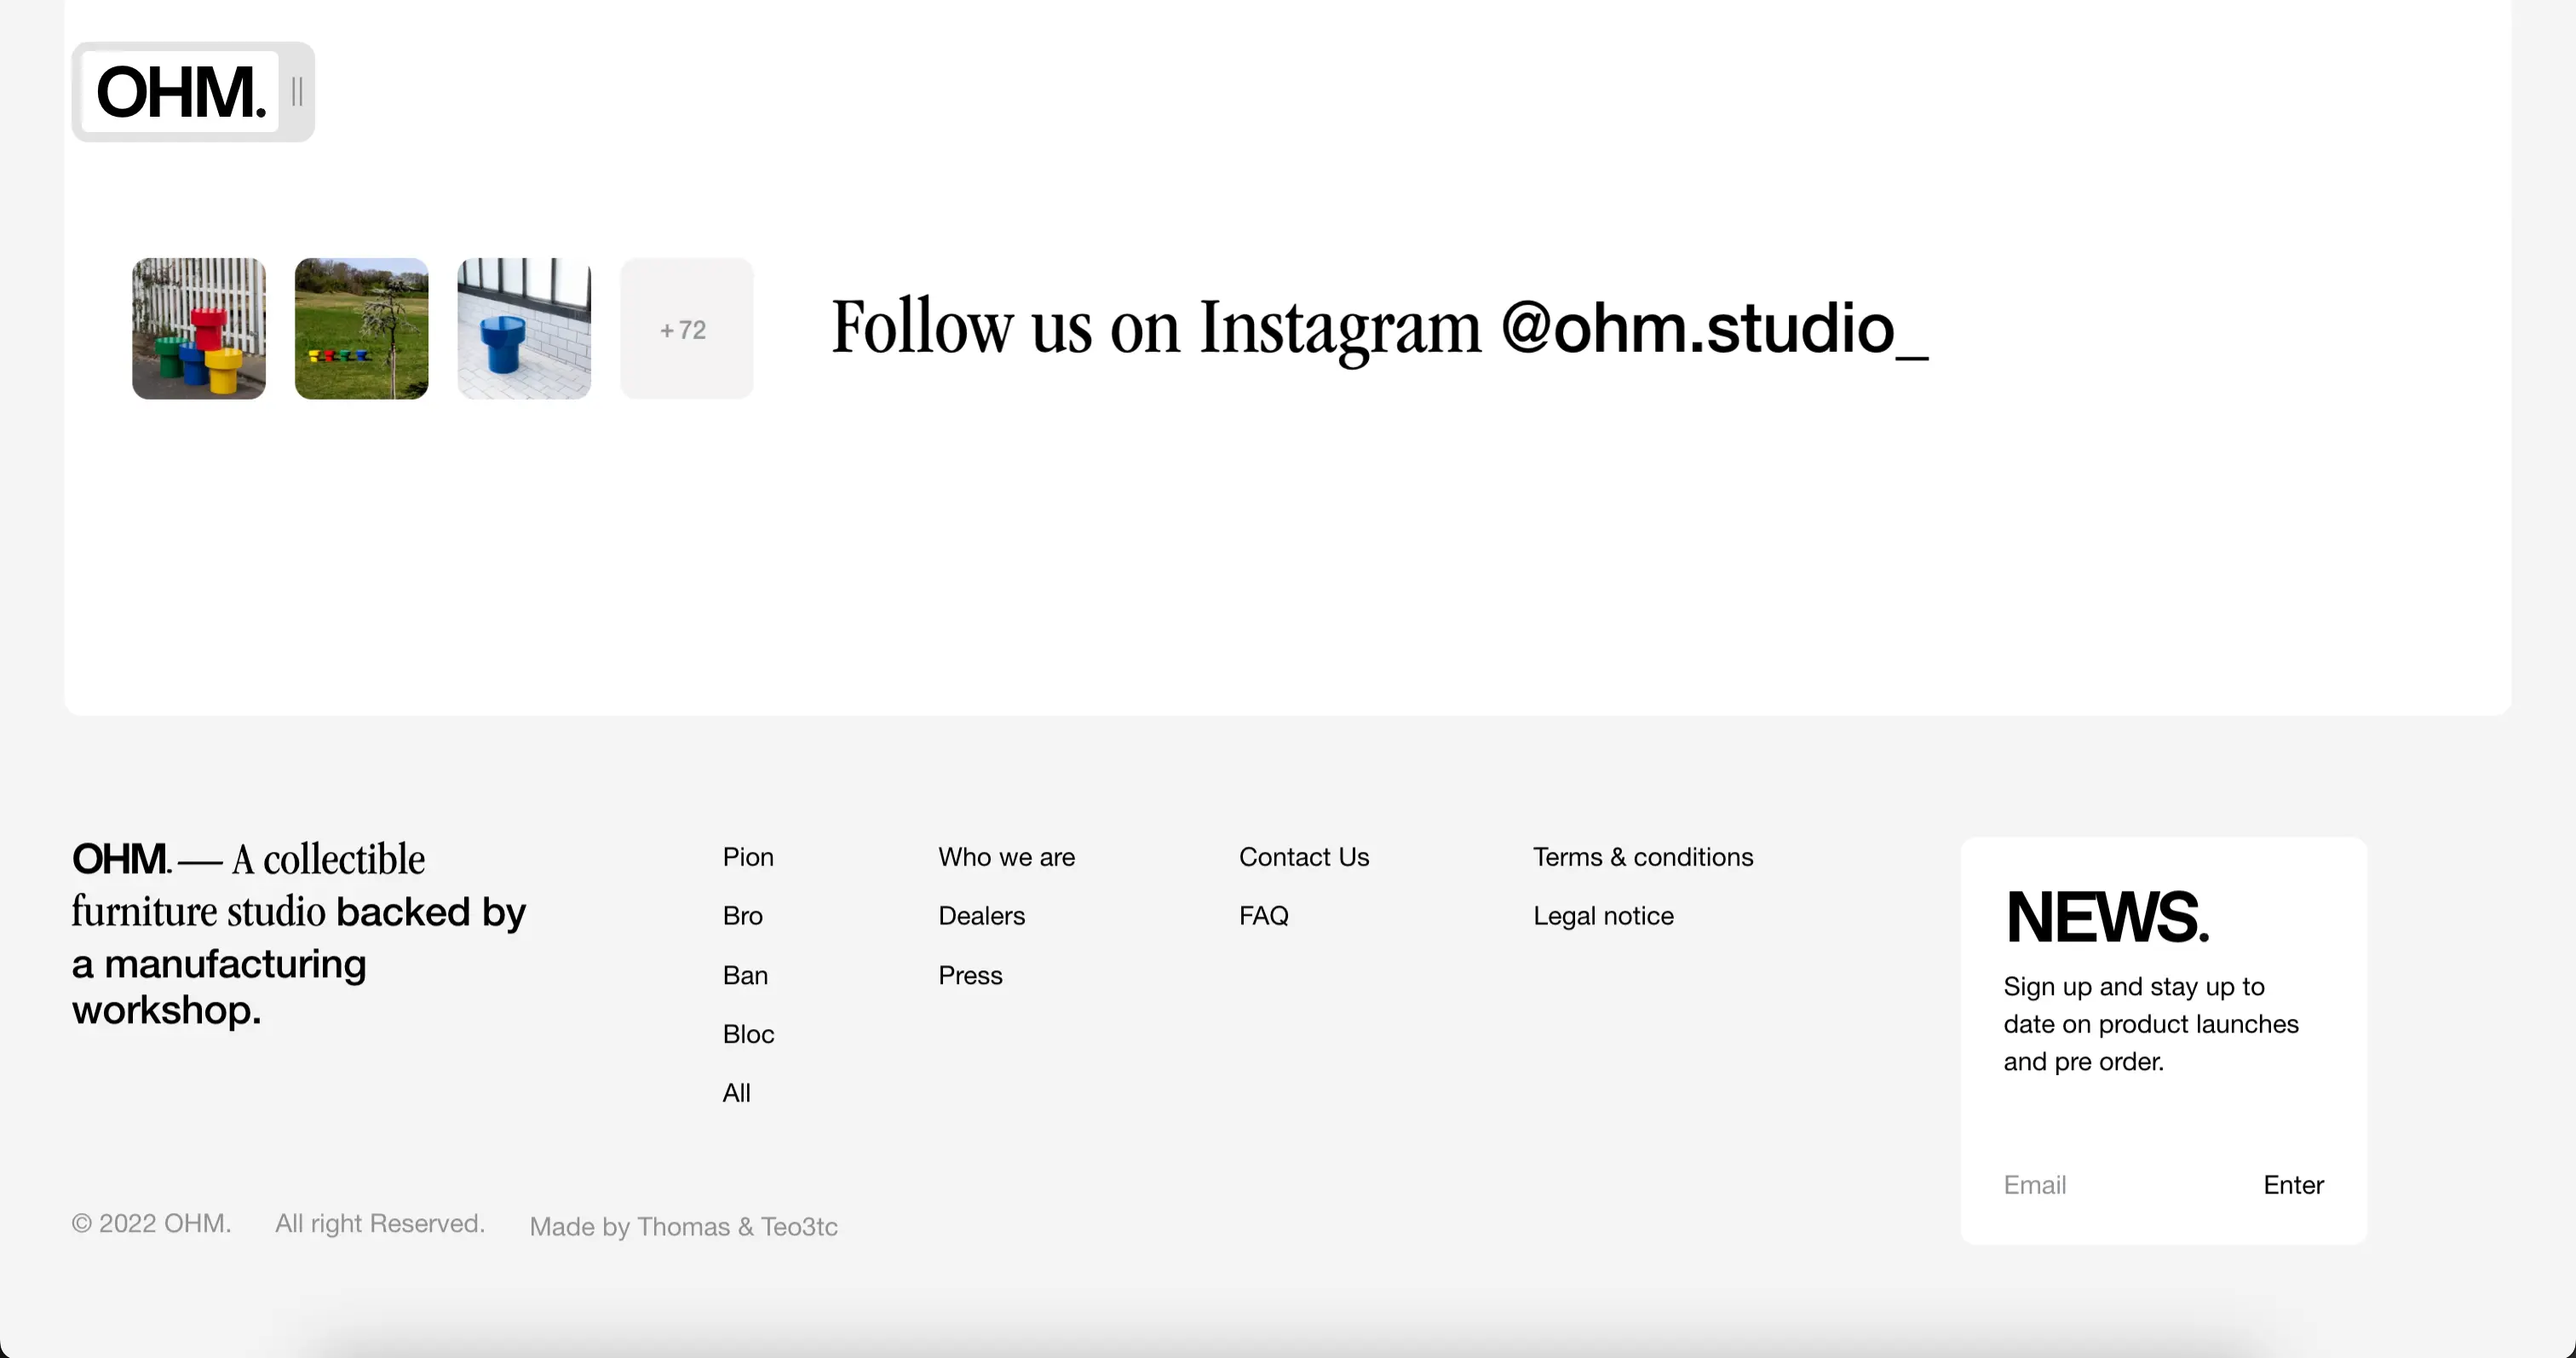 OHM.
+ 72
Follow us on Instagram @ohm.studio_
OHM. — A collectible
furniture studio backed by
a manufacturing
workshop.
Pion
Bro
Ban
Bloc
All
Who we are
Dealers
Press
Contact Us
FAQ
Terms & conditions
Legal notice
NEWS.
Sign up and stay up to
date on product launches
and pre order.
Email
Enter
© 2022 OHM.
All right Reserved.
Made by Thomas & Teo3tc